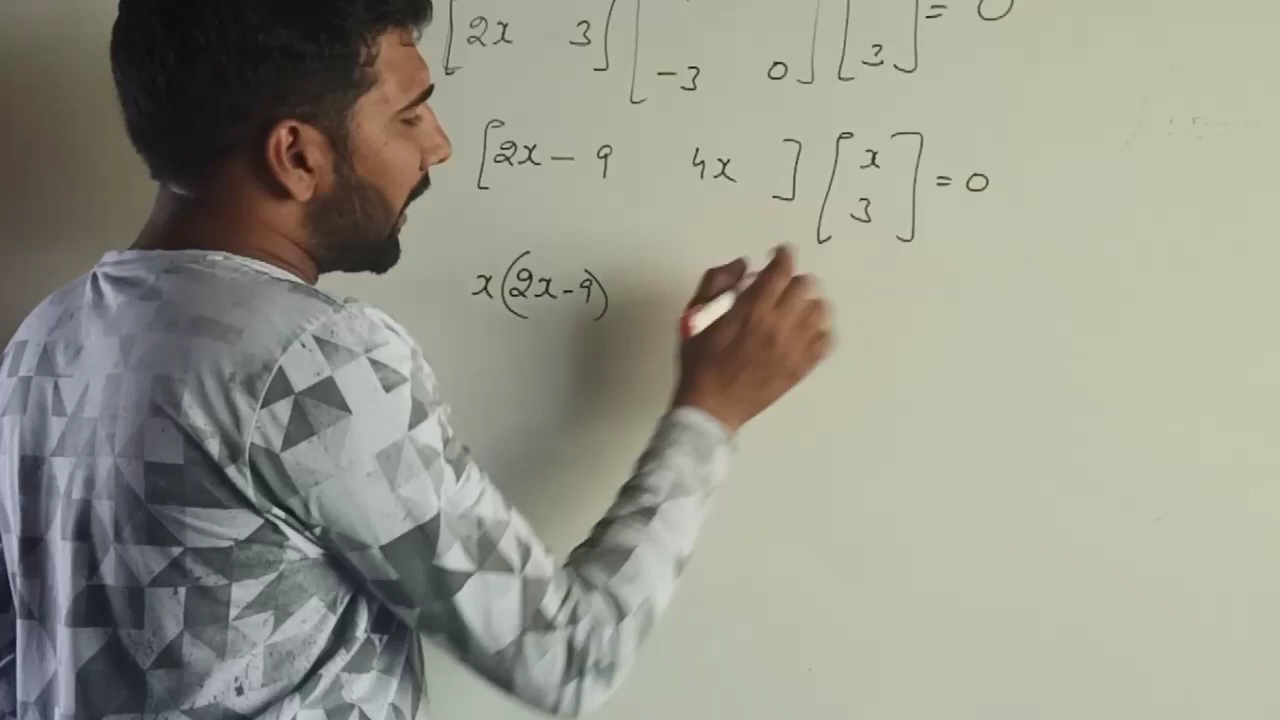 [2x 3] [-3 0] [3] = 0
[2x - 9 4x] [x 3] = 0
x(2x-9)